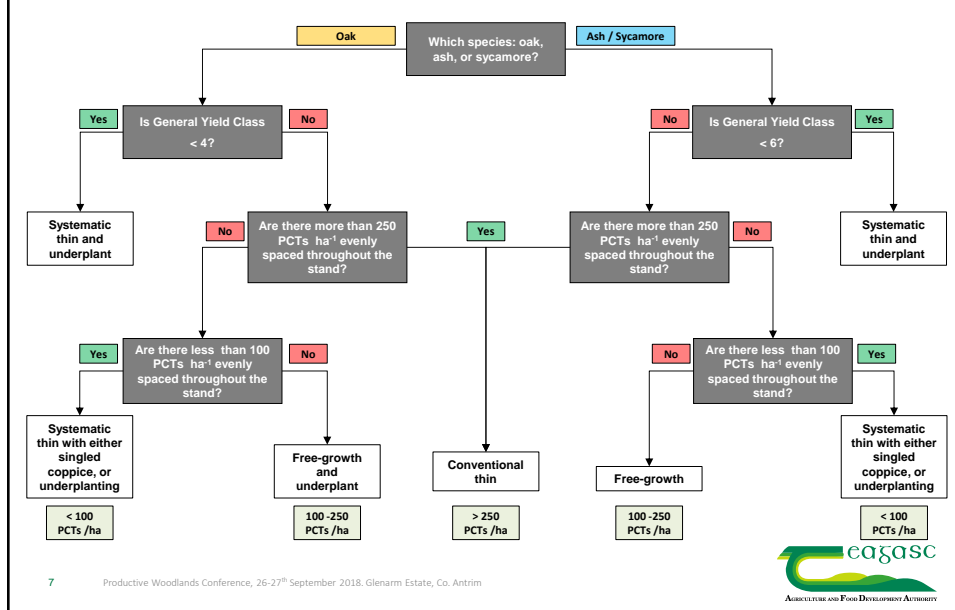 Oak
Which species: oak,
ash, or sycamore?
Ash / Sycamore
Yes
Is General Yield Class
< 4?
No
No
Is General Yield Class
< 6?
Yes
Systematic
thin and
underplant
No
Are there more than 250
PCTs ha⁻¹ evenly
spaced throughout the
stand?
Yes
Are there more than 250
PCTs ha⁻¹ evenly
spaced throughout the
stand?
No
Systematic
thin and
underplant
Yes
Are there less than 100
PCTs ha⁻¹ evenly
spaced throughout the
stand?
No
No
Are there less than 100
PCTs ha⁻¹ evenly
spaced throughout the
stand?
Yes
Systematic
thin with either
singled
coppice, or
underplanting
Free-growth
and
underplant
Conventional
thin
Free-growth
Systematic
thin with either
singled
coppice, or
underplanting
< 100
PCTs /ha
100 -250
PCTs /ha
> 250
PCTs /ha
100 -250
PCTs /ha
< 100
PCTs /ha
7
Productive Woodlands Conference, 26-27th September 2018. Glenarm Estate, Co. Antrim
teagasc
AGRICULTURE AND FOOD DEVELOPMENT AUTHORITY